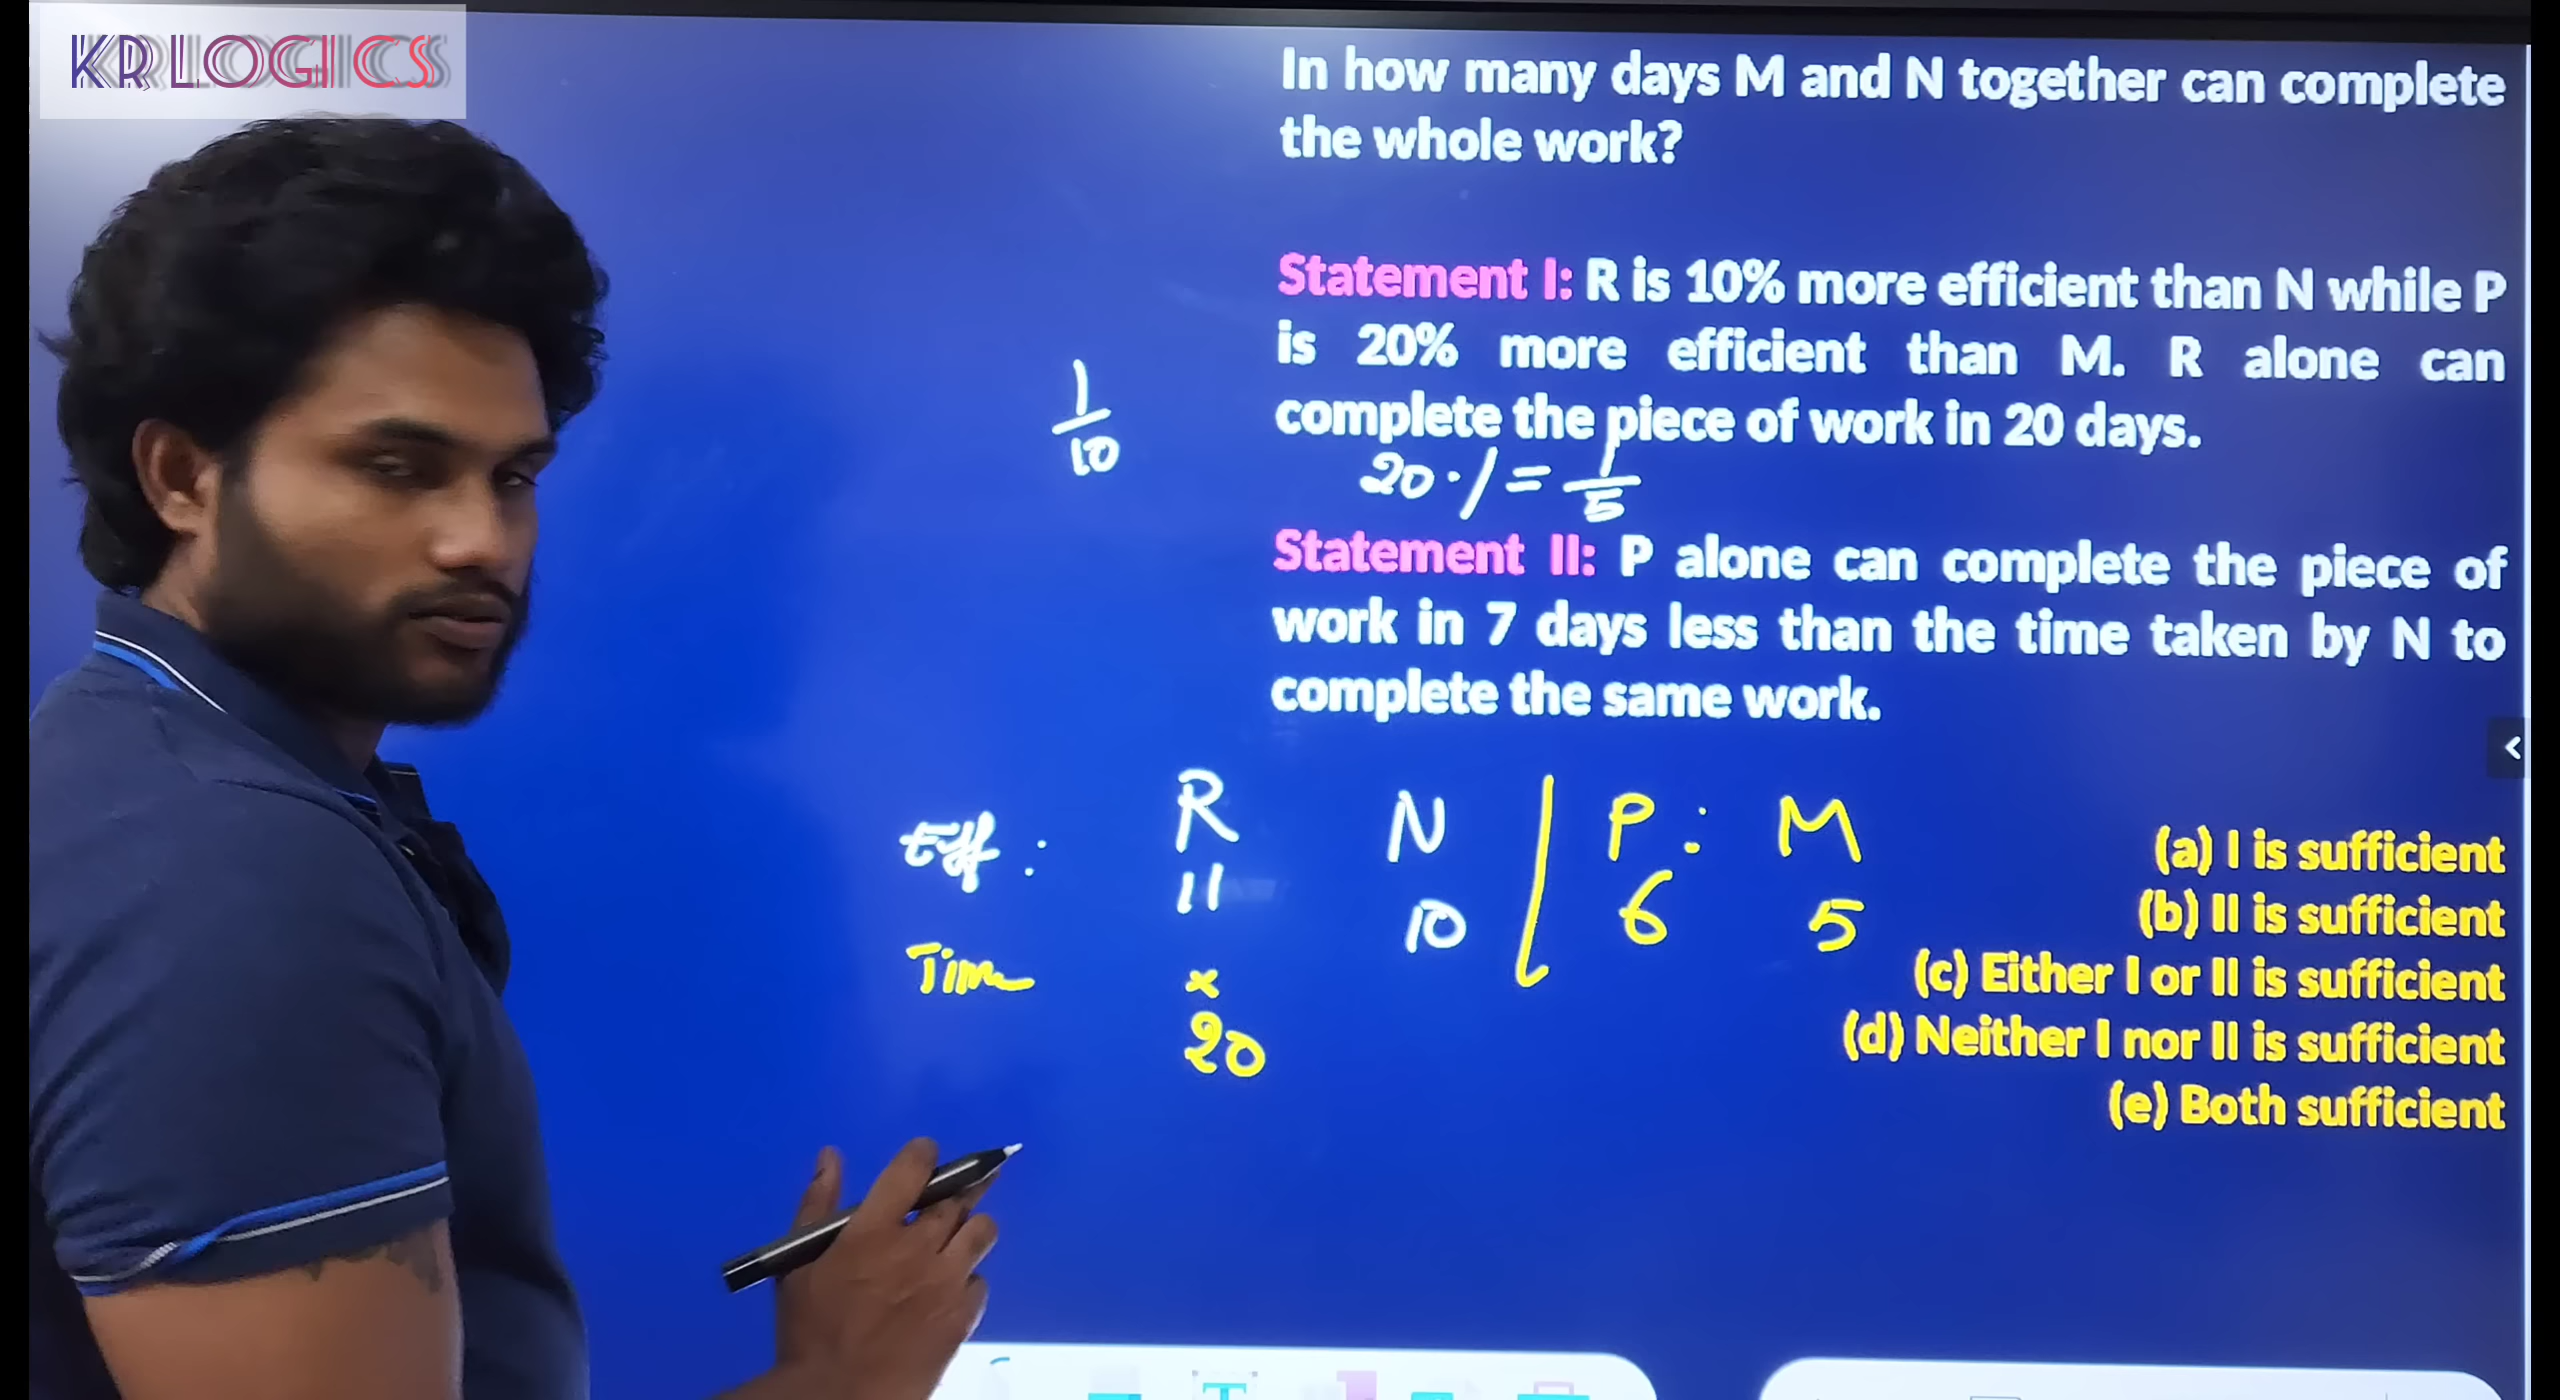 KR LOGICS
In how many days M and N together can complete
the whole work?
Statement I: R is 10% more efficient than N while P
is 20% more efficient than M. R alone can
complete the piece of work in 20 days.
1/10
20·/ = 1/5
Statement II: P alone can complete the piece of
work in 7 days less than the time taken by N to
complete the same work.
Eff : R N P : M
11 10 6 5
Time x
20
(a) I is sufficient
(b) II is sufficient
(c) Either I or II is sufficient
(d) Neither I nor II is sufficient
(e) Both sufficient